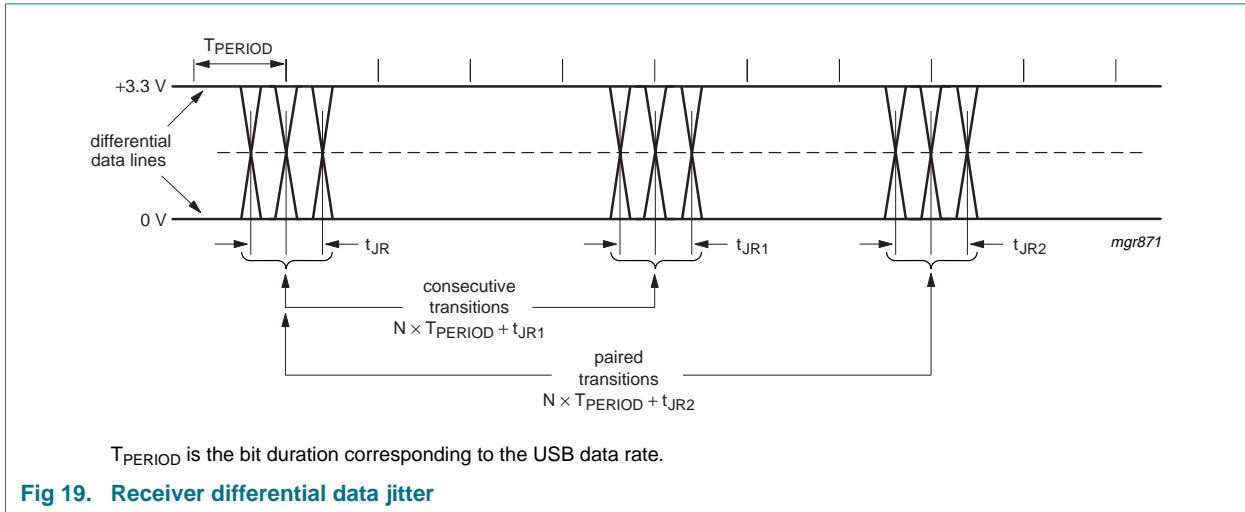 TPERIOD
+3.3 V
differential
data lines
0 V
tJR
tJR1
tJR2
mgr871
consecutive
transitions
N × TPERIOD + tJR1
paired
transitions
N × TPERIOD + tJR2
TPERIOD is the bit duration corresponding to the USB data rate.
Fig 19. Receiver differential data jitter